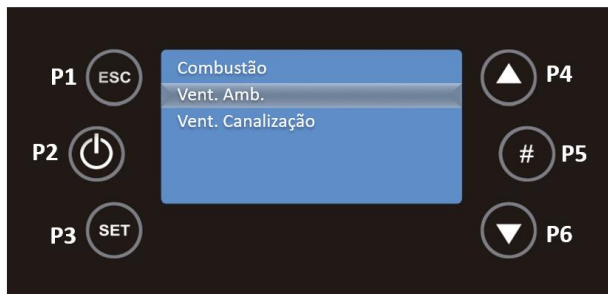 P1 ESC
Combustão
Vent. Amb.
Vent. Canalização
P4
P2
# P5
P3 SET
P6